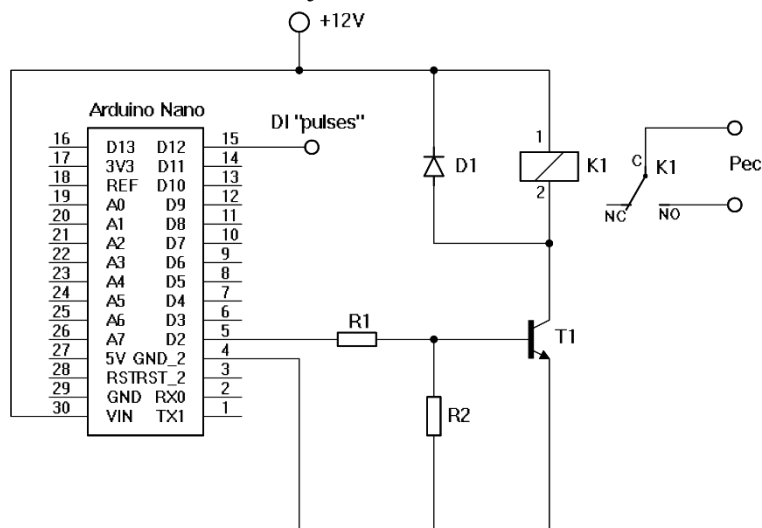 +12V
Arduino Nano
DI "pulses"
16 D13 D12 15
17 3V3 D11 14
18 REF D10 13
19 A0 D9 12
20 A1 D8 11
21 A2 D7 10
22 A3 D6 9
23 A4 D5 8
24 A5 D4 7
25 A6 D3 6
26 A7 D2 5
27 5V GND_2 4
28 RST RST_2 3
29 GND RX0 2
30 VIN TX1 1
D1
1
2
K1
C K1
NC NO
Pec
R1
T1
R2